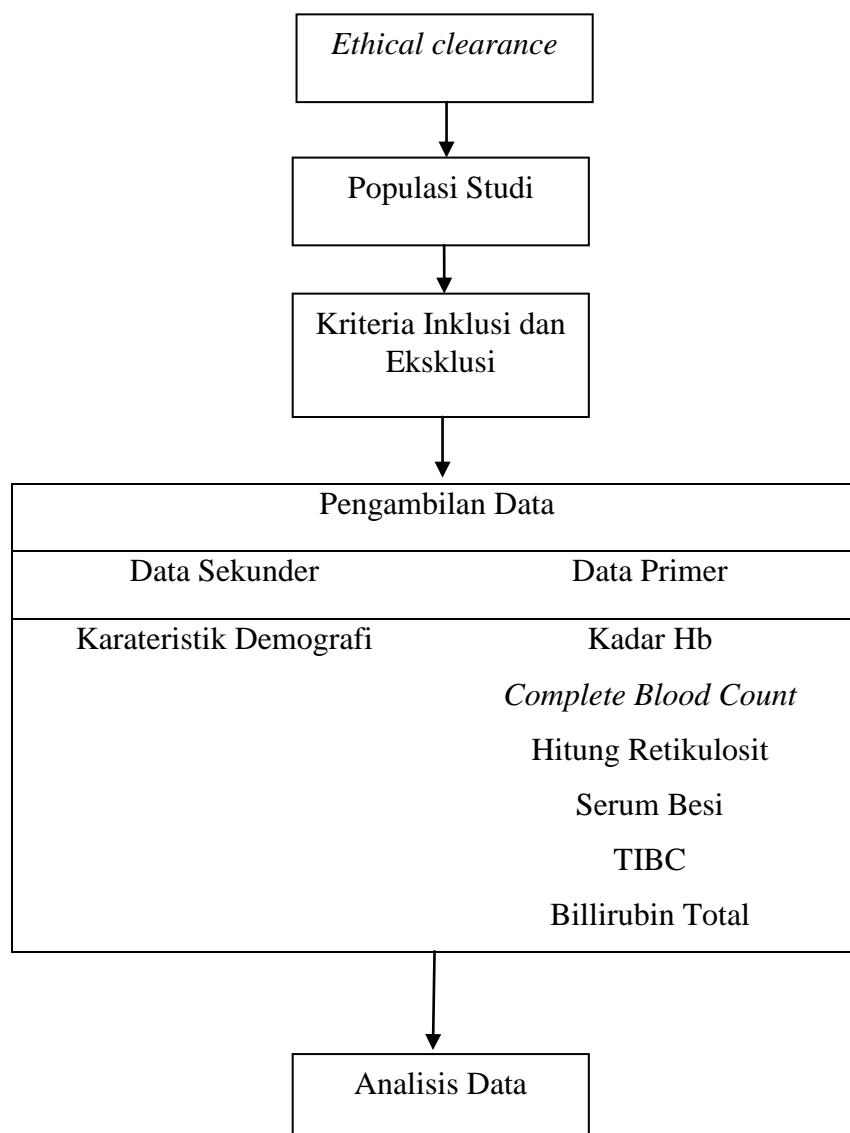 Ethical clearance
Populasi Studi
Kriteria Inklusi dan
Eksklusi
Pengambilan Data
Data Sekunder
Data Primer
Karateristik Demografi
Kadar Hb
Complete Blood Count
Hitung Retikulosit
Serum Besi
TIBC
Billirubin Total
Analisis Data